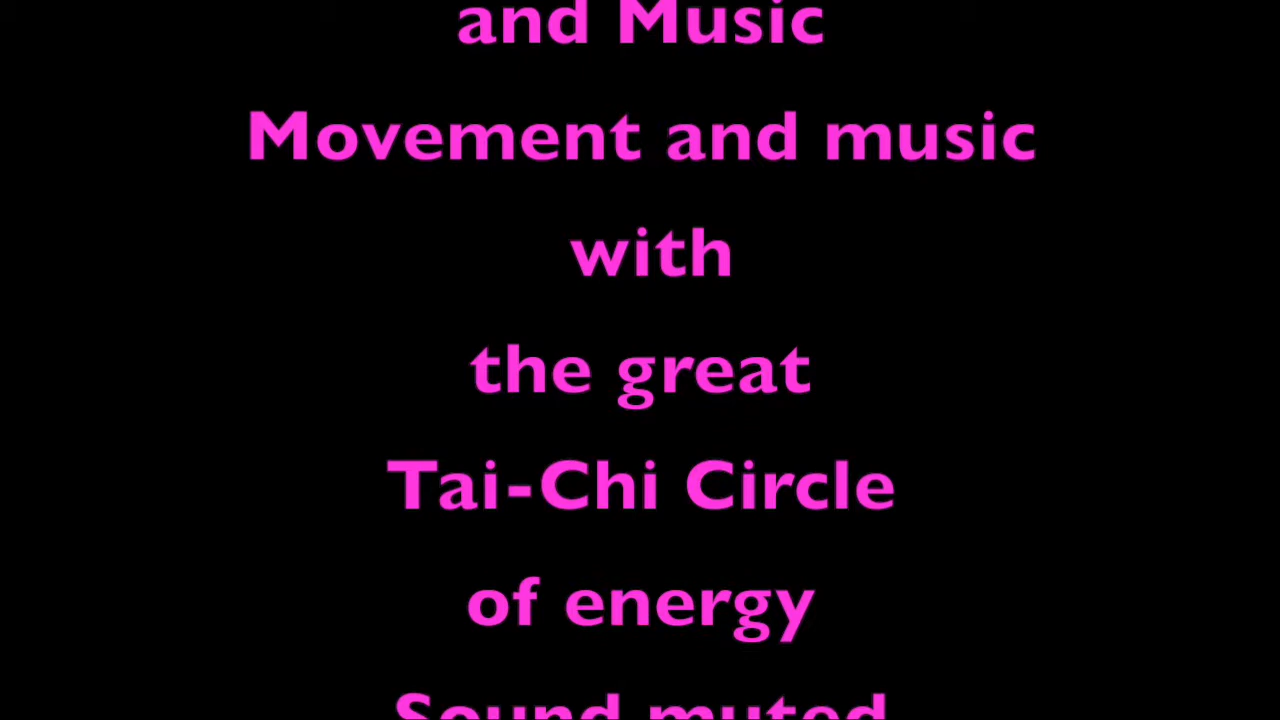 and Music
Movement and music
with
the great
Tai-Chi Circle
of energy
Sound muted